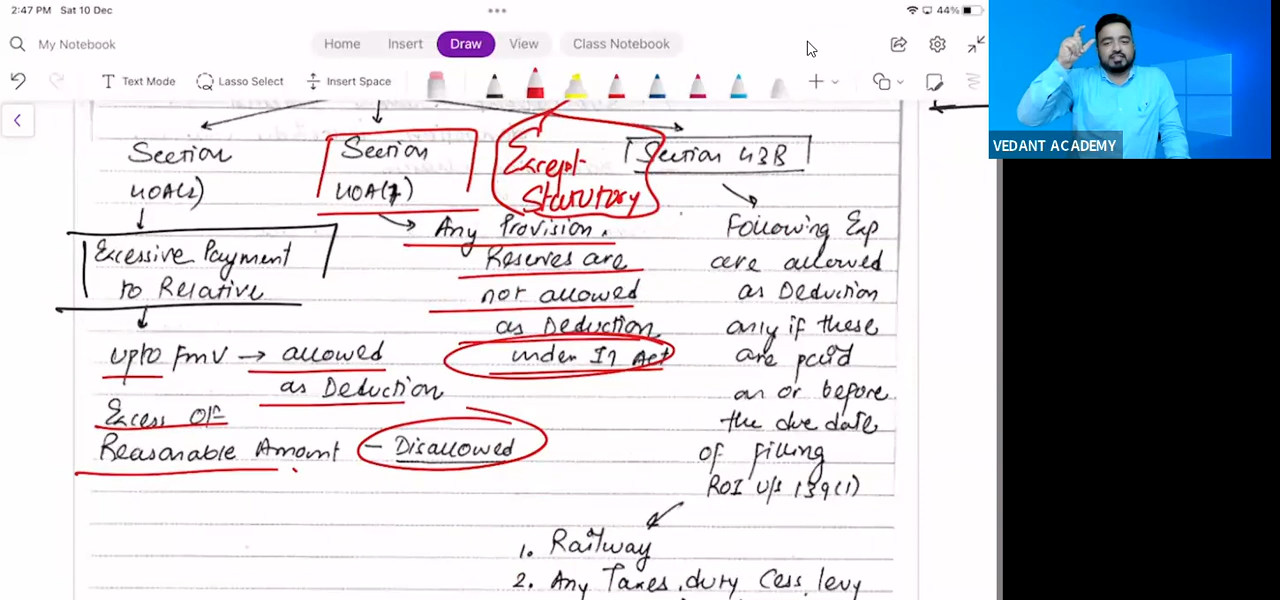 2:47 PM Sat 10 Dec
44%
My Notebook
Home Insert Draw View Class Notebook
Text Mode Lasso Select Insert Space
VEDANT ACADEMY
Section
40A(2)
Excessive Payment
to Relative
upto FMV → allowed
as Deduction
Excess of
Reasonable Amount – Disallowed
Section
40A(7)
Except
Statutory
Any Provision,
Reserves are
not allowed
as Deduction
under IT Act
Section 43B
Following Exp
are allowed
as Deduction
only if these
are paid
on or before
the due date
of filling
ROI u/s 139(1)
1. Railway
2. Any Taxes, duty Cess, levy